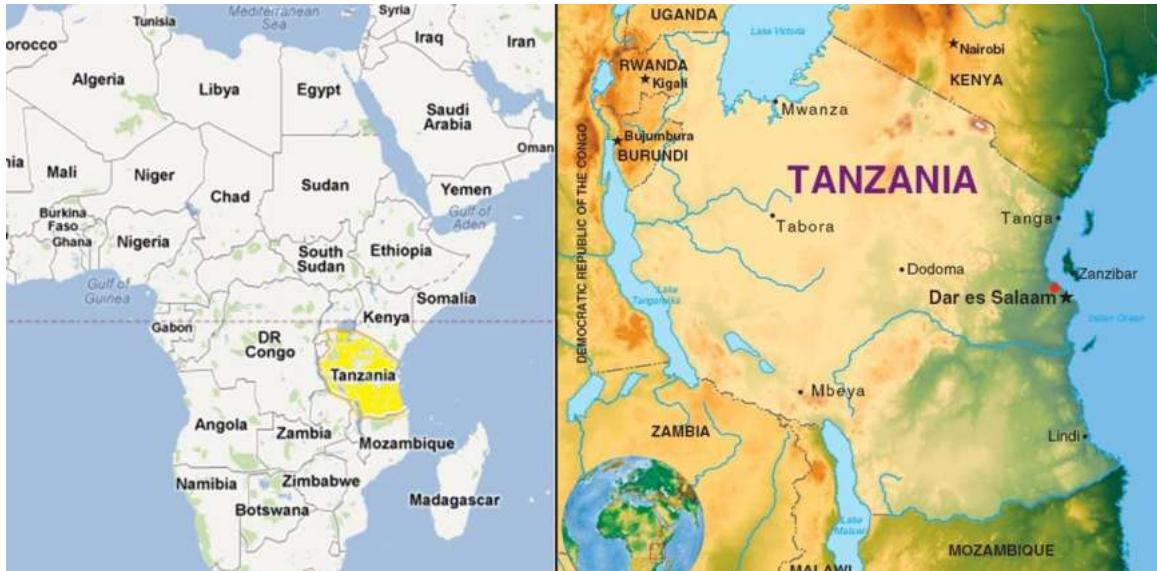 Mediterranean
Sea
Tunisia
Syria
Iraq
Iran
orocco
Algeria
Libya
Egypt
Saudi
Arabia
Oman
nia
Mali
Niger
Chad
Sudan
Yemen
Gulf of
Aden
Burkina
Faso
Ghana
Nigeria
South
Sudan
Ethiopia
Gulf of
Guinea
Somalia
Gabon
Kenya
DR
Congo
Tanzania
Angola
Zambia
Mozambique
Namibia
Zimbabwe
Botswana
Madagascar
UGANDA
Lake Victoria
Nairobi
RWANDA
Kigali
KENYA
Mwanza
Bujumbura
BURUNDI
DEMOCRATIC REPUBLIC OF THE CONGO
TANZANIA
Tabora
Tanga
Dodoma
Zanzibar
Lake
Tanganyika
Dar es Salaam
Indian Ocean
Mbeya
ZAMBIA
Lindi
Lake
Malawi
MOZAMBIQUE
MALAWI